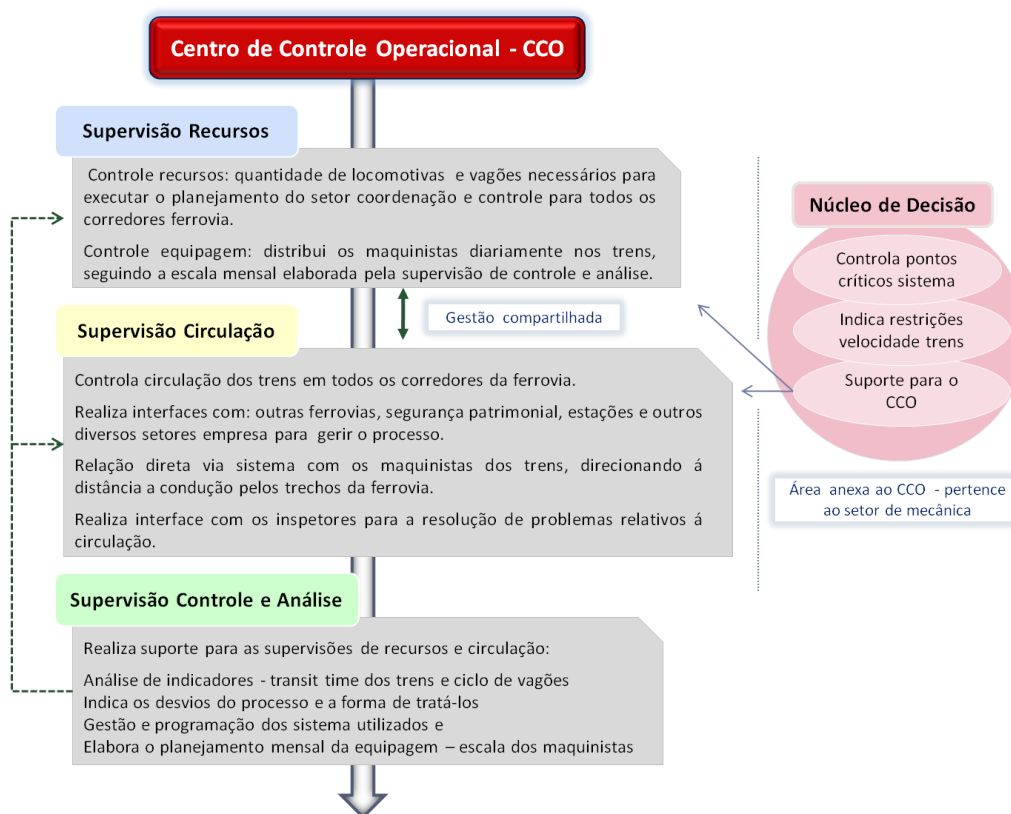 Centro de Controle Operacional - CCO
Supervisão Recursos
Controle recursos: quantidade de locomotivas e vagões necessários para
executar o planejamento do setor coordenação e controle para todos os
corredores ferrovia.
Controle equipagem: distribui os maquinistas diariamente nos trens,
seguindo a escala mensal elaborada pela supervisão de controle e análise.
Gestão compartilhada
Supervisão Circulação
Controla circulação dos trens em todos os corredores da ferrovia.
Realiza interfaces com: outras ferrovias, segurança patrimonial, estações e outros
diversos setores empresa para gerir o processo.
Relação direta via sistema com os maquinistas dos trens, direcionando á
distância a condução pelos trechos da ferrovia.
Realiza interface com os inspetores para a resolução de problemas relativos á
circulação.
Supervisão Controle e Análise
Realiza suporte para as supervisões de recursos e circulação:
Análise de indicadores - transit time dos trens e ciclo de vagões
Indica os desvios do processo e a forma de tratá-los
Gestão e programação dos sistema utilizados e
Elabora o planejamento mensal da equipagem – escala dos maquinistas
Núcleo de Decisão
Controla pontos
críticos sistema
Indica restrições
velocidade trens
Suporte para o
CCO
Área anexa ao CCO - pertence
ao setor de mecânica